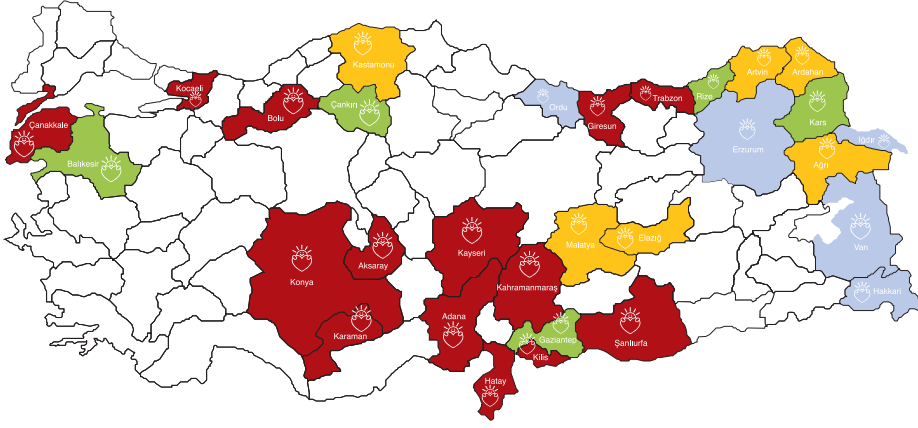 Kastamonu
Artvin
Ardahan
Kocaeli
Rize
Trabzon
Çankırı
Ordu
Bolu
Giresun
Kars
Çanakkale
Iğdır
Erzurum
Balıkesir
Ağrı
Elazığ
Malatya
Van
Kayseri
Aksaray
Konya
Kahramanmaraş
Hakkari
Adana
Karaman
Gaziantep
Şanlıurfa
Kilis
Hatay